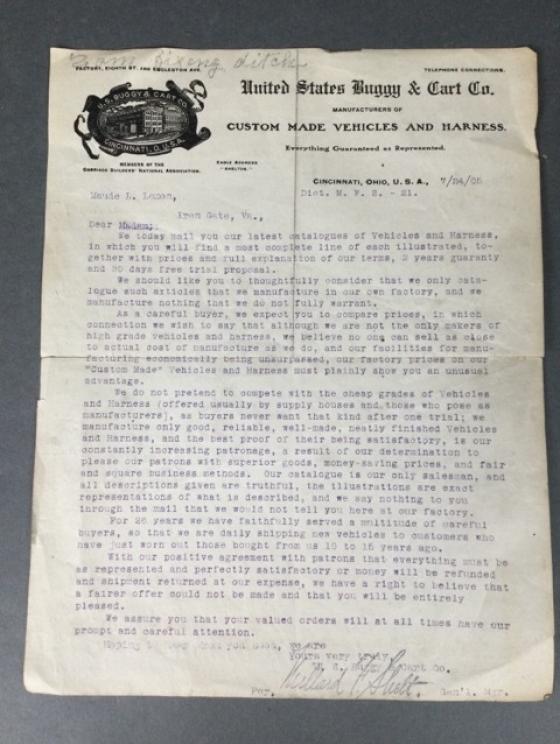 from fixing ditch
FACTORY, EIGHTH ST. AND EGGLESTON AVE.
TELEPHONE CONNECTIONS.
United States Buggy & Cart Co.
U.S. BUGGY & CART CO.
CINCINNATI, O. U.S.A.
MANUFACTURERS OF
CUSTOM MADE VEHICLES AND HARNESS.
Everything Guaranteed as Represented.
MEMBERS OF THE
CARRIAGE BUILDERS' NATIONAL ASSOCIATION.
CABLE ADDRESS
"SHELTON."
CINCINNATI, OHIO, U. S. A., 7/24/05
Maude L.
Dict. M. F. S. - 21.
Iron Gate, Va.,
Dear Madam;
We today mail you our latest catalogues of Vehicles and Harness,
in which you will find a most complete line of each illustrated, to-
gether with prices and full explanation of our terms, 2 years guaranty
and 30 days free trial proposal.
We should like you to thoughtfully consider that we only cata-
logue such articles that we manufacture in our own factory, and we
manufacture nothing that we do not fully warrant.
As a careful buyer, we expect you to compare prices, in which
connection we wish to say that although we are not the only makers of
high grade vehicles and harness, we believe no one can sell as close
to actual cost of manufacture as we do, and our facilities for manu-
facturing economically being unsurpassed, our factory prices on our
"Custom Made" Vehicles and Harness must plainly show you an unusual
advantage.
We do not pretend to compete with the cheap grades of Vehicles
and Harness (offered usually by supply houses and those who pose as
manufacturers), as buyers never want that kind after one trial; we
manufacture only good, reliable, well-made, neatly finished Vehicles
and Harness, and the best proof of their being satisfactory, is our
constantly increasing patronage, a result of our determination to
please our patrons with superior goods, money-saving prices, and fair
and square business methods. Our catalogue is our only salesman, and
all descriptions given are truthful, the illustrations are exact
representations of what is described, and we say nothing to you
through the mail that we would not tell you here at our factory.
For 26 years we have faithfully served a multitude of careful
buyers, so that we are daily shipping new vehicles to customers who
have just worn out those bought from us 10 to 15 years ago.
With our positive agreement with patrons that everything must be
as represented and perfectly satisfactory or money will be refunded
and shipment returned at our expense, we have a right to believe that
a fairer offer could not be made and that you will be entirely
pleased.
We assure you that your valued orders will at all times have our
prompt and careful attention.
Hoping to hear from you soon, we are
Yours very truly,
U. S. Buggy & Cart Co.
Per. Gen'l. Mgr.